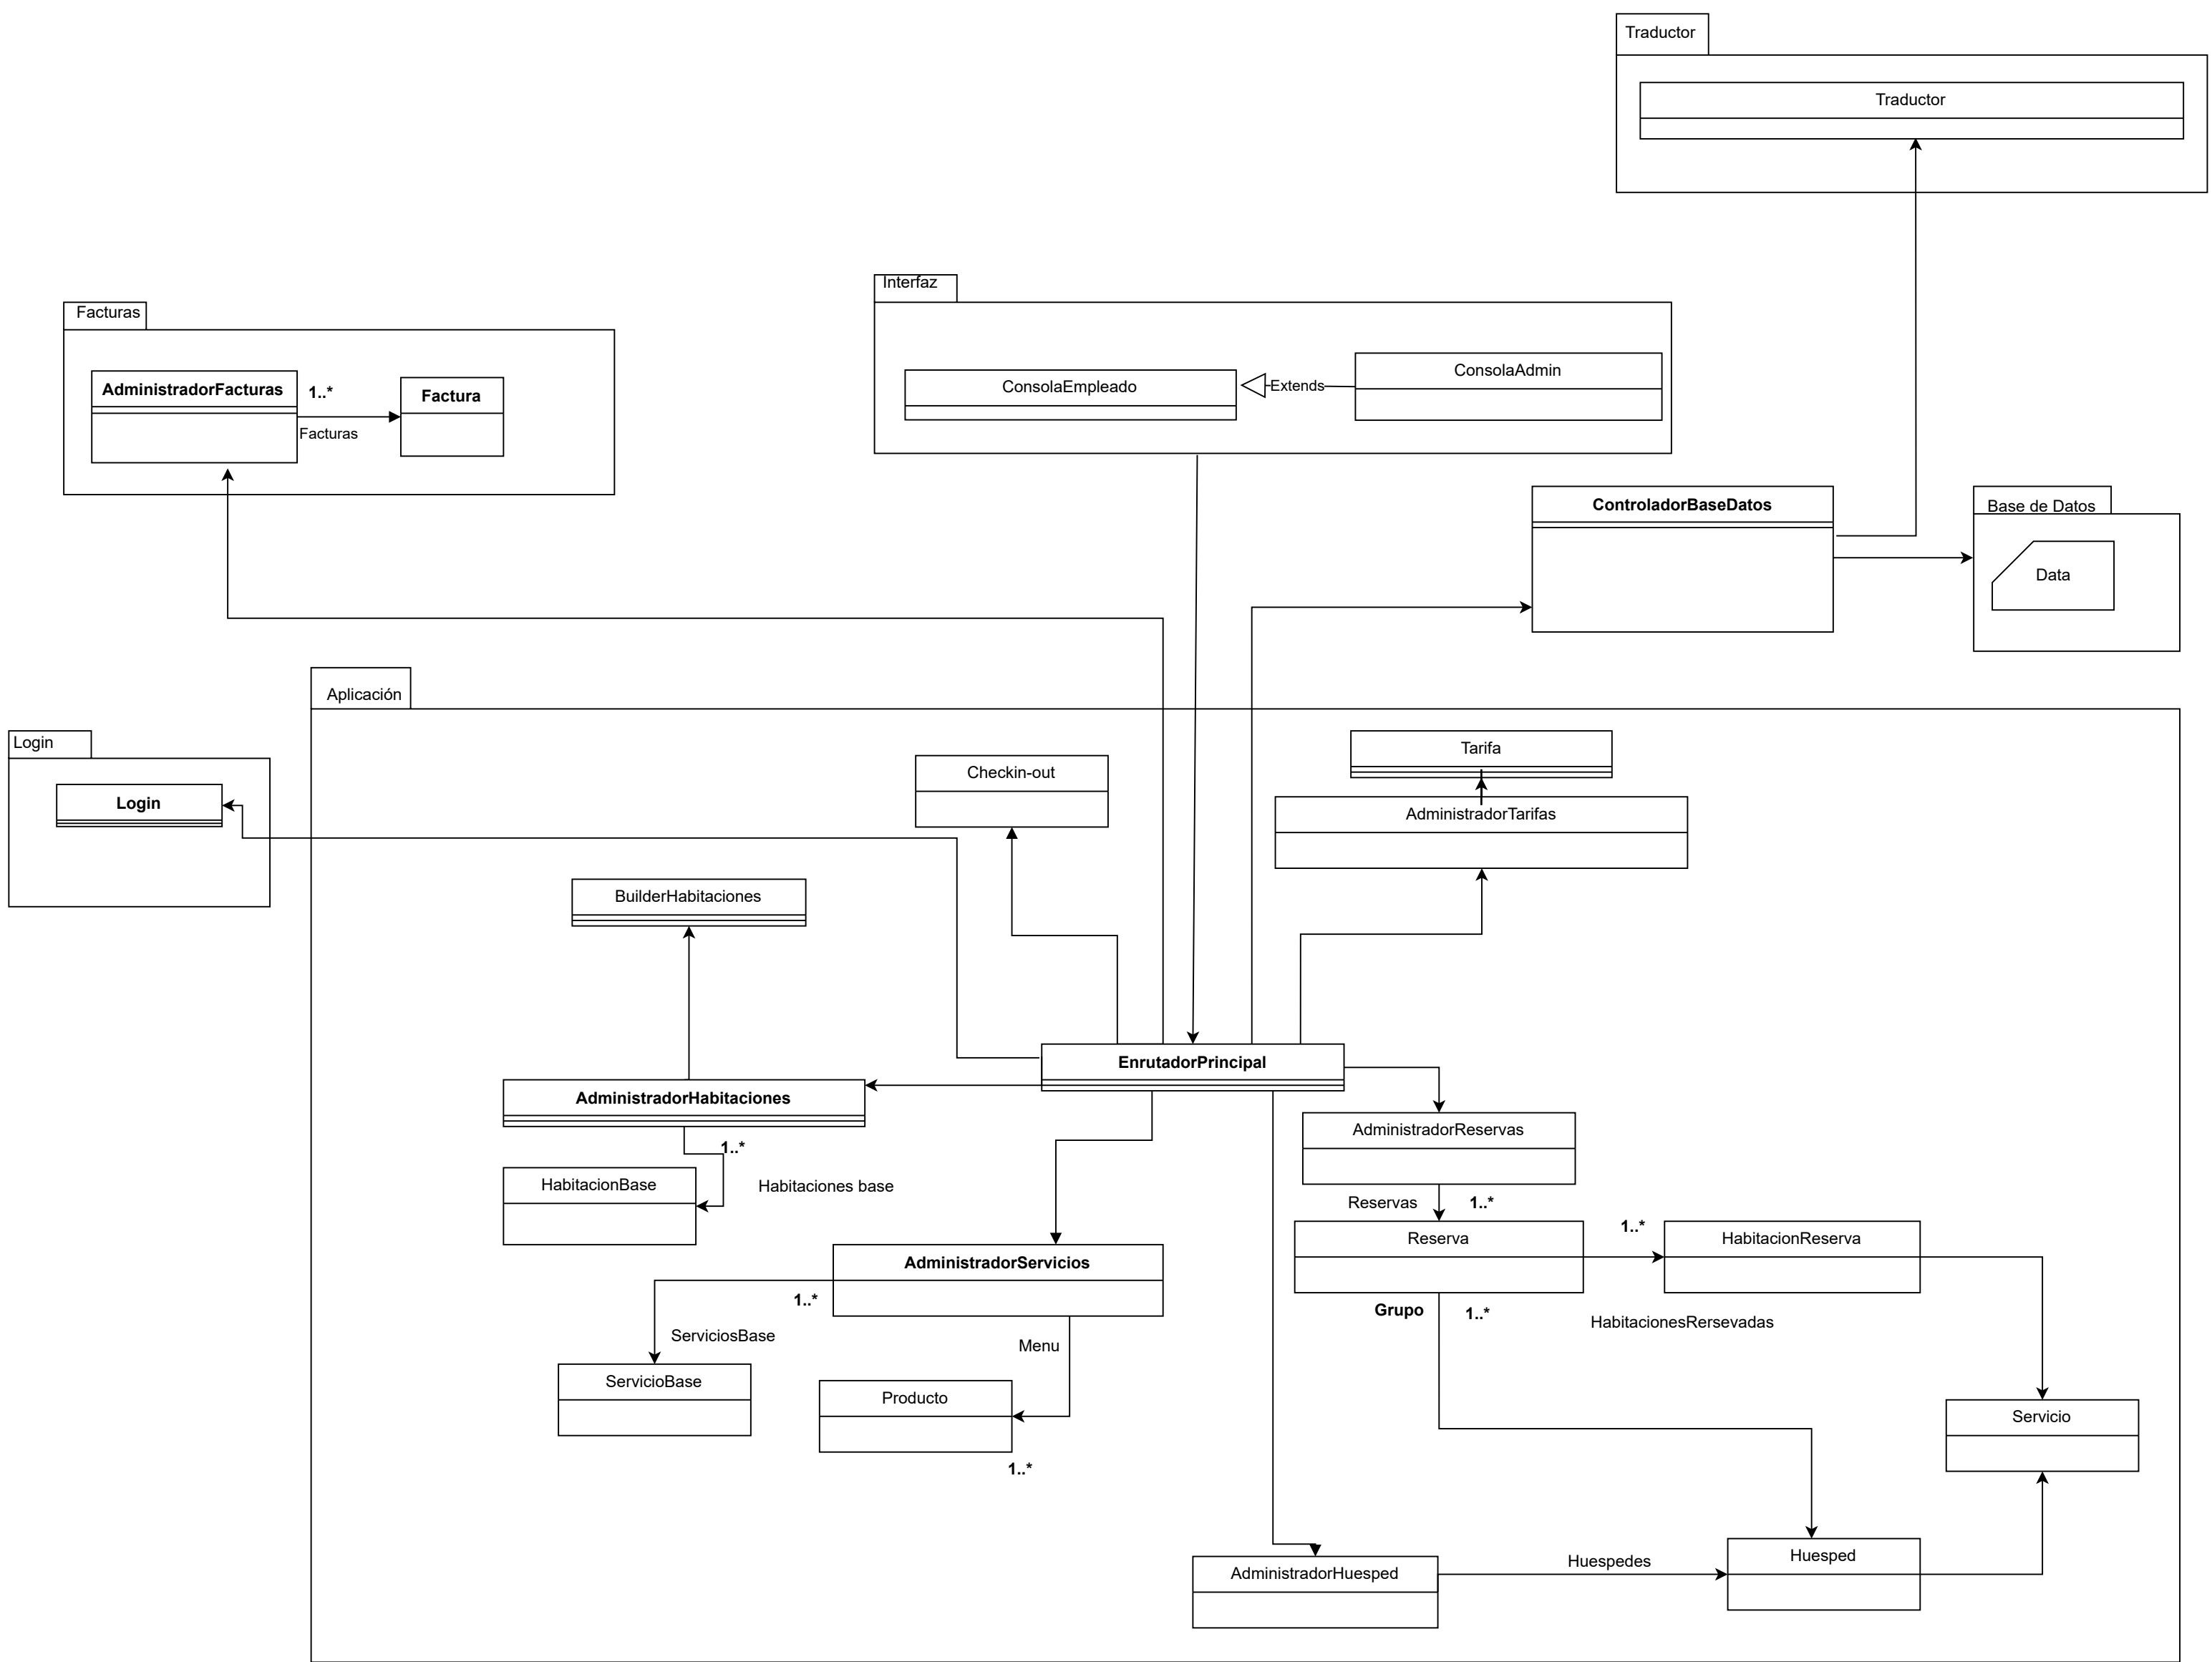 Traductor
Traductor
Interfaz
Facturas
ConsolaEmpleado
Extends
ConsolaAdmin
AdministradorFacturas
1..*
Factura
Facturas
ControladorBaseDatos
Base de Datos
Data
Aplicación
Login
Login
Checkin-out
Tarifa
AdministradorTarifas
BuilderHabitaciones
EnrutadorPrincipal
AdministradorHabitaciones
1..*
HabitacionBase
Habitaciones base
AdministradorReservas
Reservas
1..*
Reserva
1..*
HabitacionReserva
AdministradorServicios
1..*
Grupo
1..*
HabitacionesRersevadas
ServiciosBase
Menu
ServicioBase
Producto
1..*
Servicio
Huespedes
Huesped
AdministradorHuesped